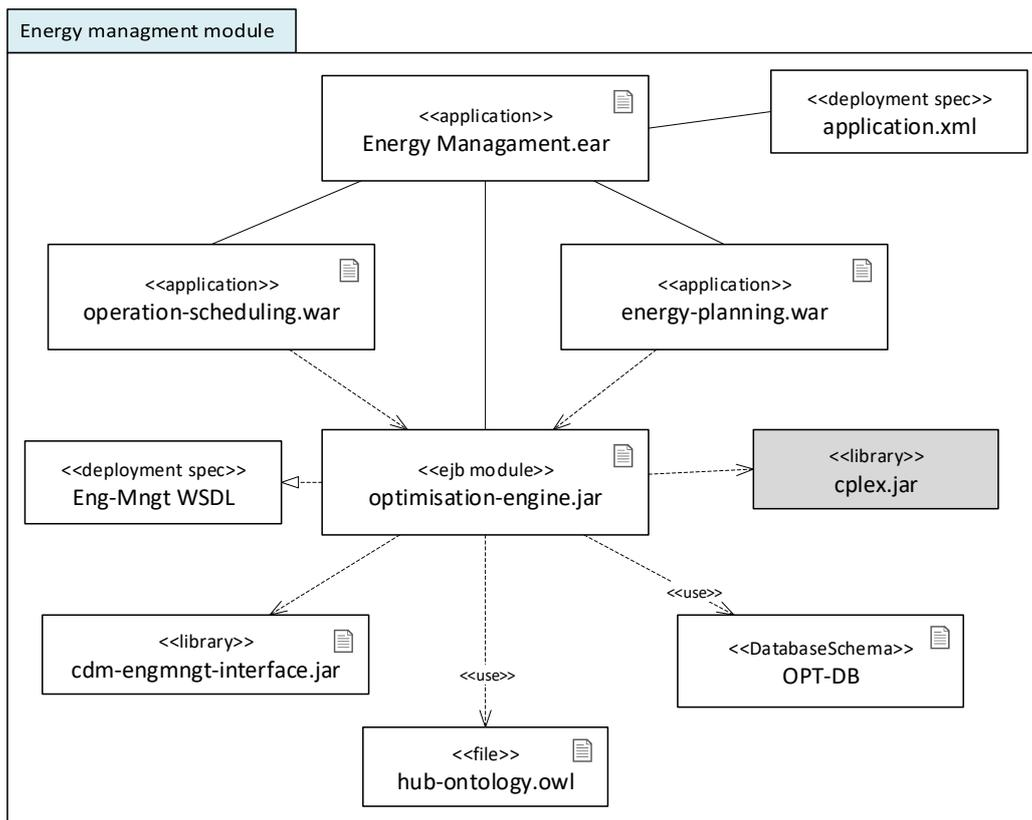 Energy managment module
<<application>>
Energy Managament.ear
<<deployment spec>>
application.xml
<<application>>
operation-scheduling.war
<<application>>
energy-planning.war
<<deployment spec>>
Eng-Mngt WSDL
<<ejb module>>
optimisation-engine.jar
<<library>>
cplex.jar
<<use>>
<<library>>
cdm-engmngt-interface.jar
<<use>>
<<DatabaseSchema>>
OPT-DB
<<file>>
hub-ontology.owl